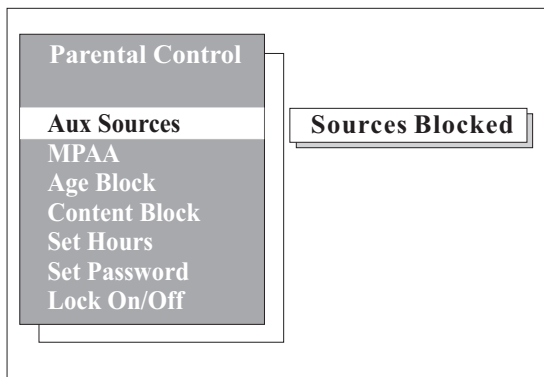 Parental Control
Aux Sources
Sources Blocked
MPAA
Age Block
Content Block
Set Hours
Set Password
Lock On/Off